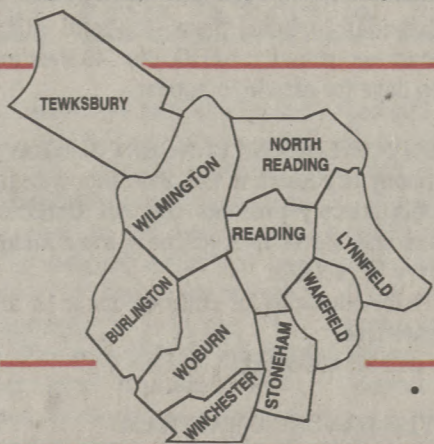 TEWKSBURY
NORTH
READING
WILMINGTON
READING
LYNNFIELD
BURLINGTON
WAKEFIELD
WOBURN
STONEHAM
WINCHESTER